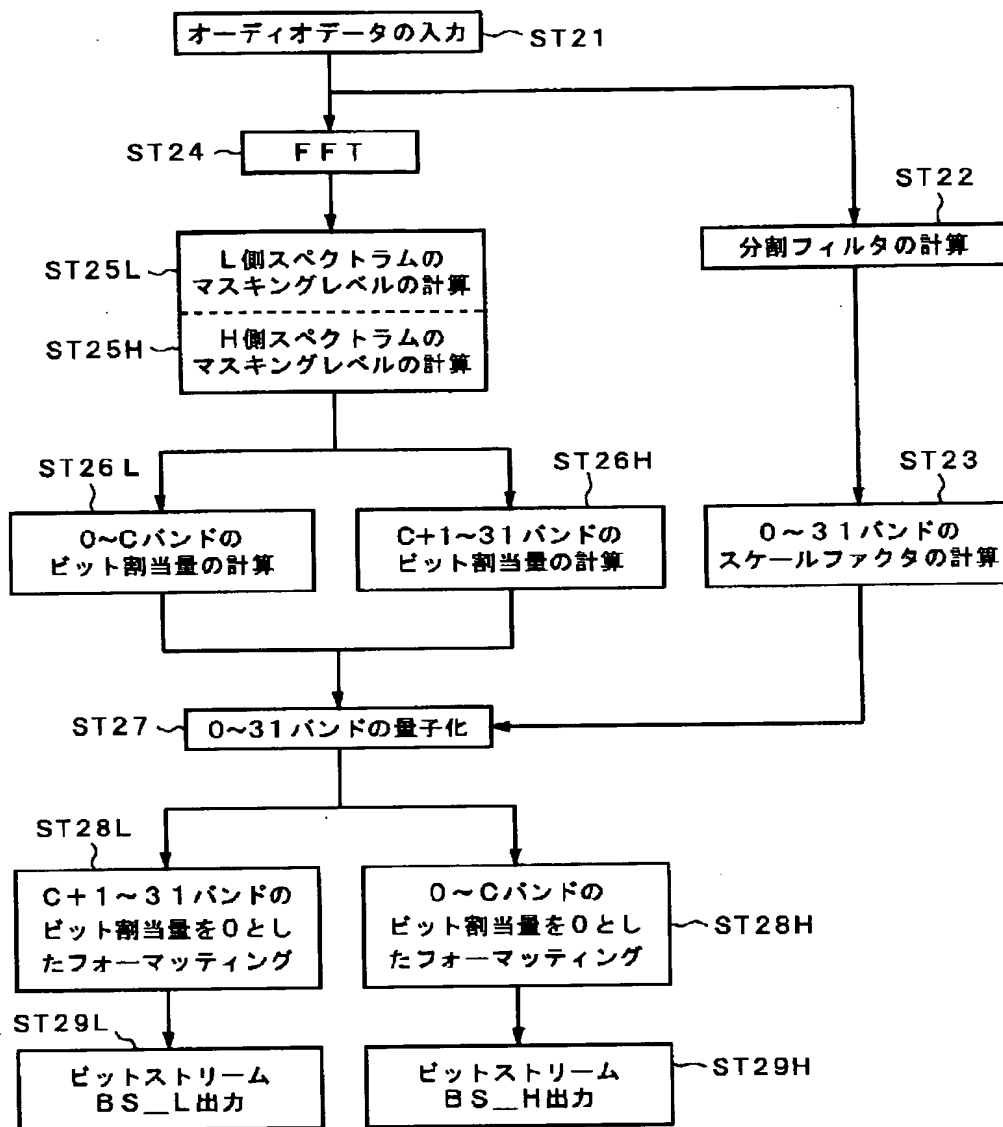 オーディオデータの入力
ST21
ST24
FFT
ST22
分割フィルタの計算
ST25L
L側スペクトラムの
マスキングレベルの計算
ST25H
H側スペクトラムの
マスキングレベルの計算
ST26L
0~Cバンドの
ビット割当量の計算
ST26H
C+1~31バンドの
ビット割当量の計算
ST23
0~31バンドの
スケールファクタの計算
ST27
0~31バンドの量子化
ST28L
C+1~31バンドの
ビット割当量を0とし
たフォーマッティング
0~Cバンドの
ビット割当量を0とし
たフォーマッティング
ST28H
ST29L
ビットストリーム
BS__L出力
ビットストリーム
BS__H出力
ST29H